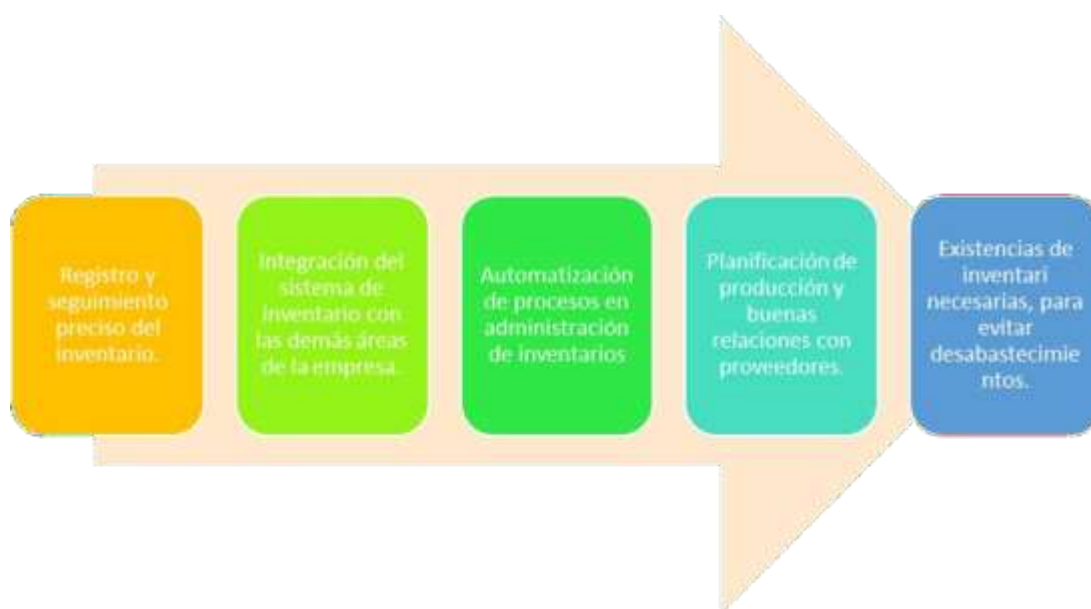 Registro y
seguimiento
preciso del
inventario.
Integración del
sistema de
inventario con
las demás áreas
de la empresa.
Automatización
de procesos en
administración
de inventarios
Planificación de
producción y
buenas
relaciones con
proveedores.
Existencias de
inventari
necesarias, para
evitar
desabastecimie
ntos.